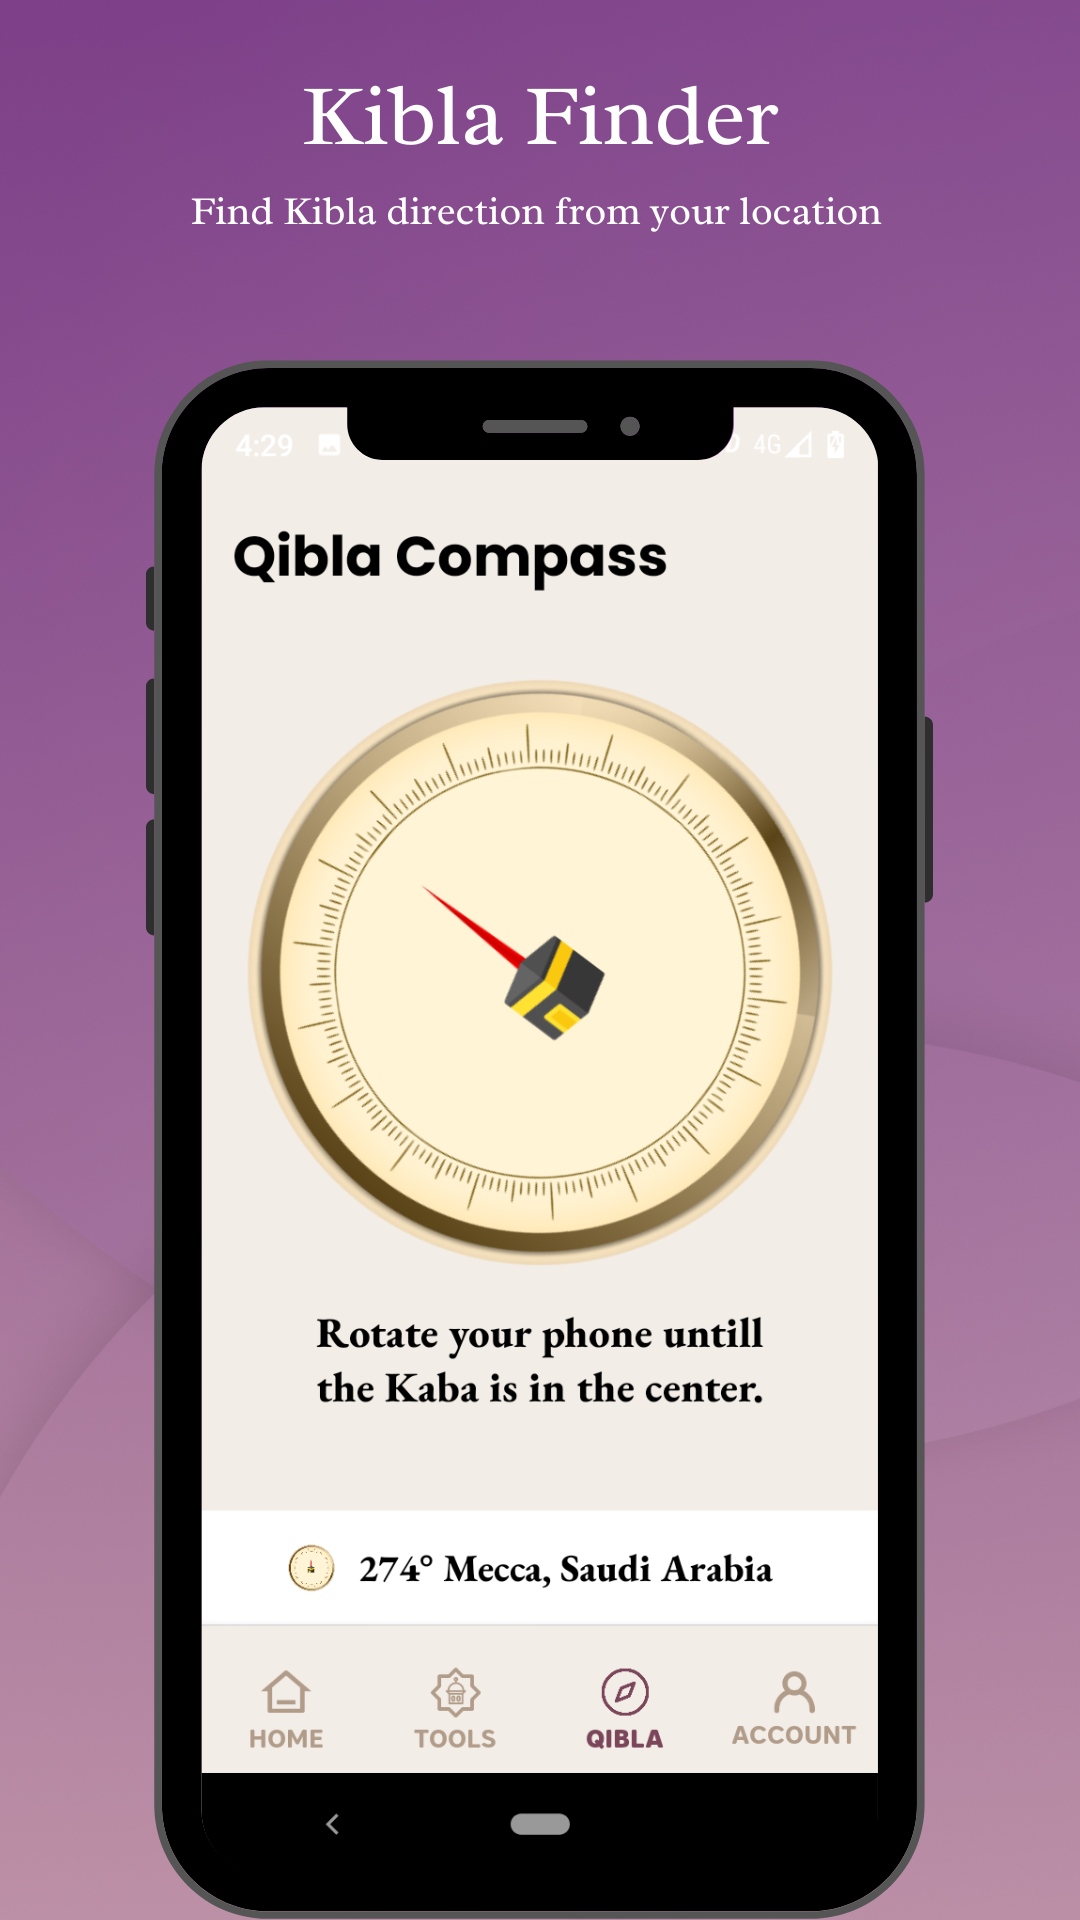 Kibla Finder
Find Kibla direction from your location
4:29
4G
Qibla Compass
Rotate your phone untill
the Kaba is in the center.
274° Mecca, Saudi Arabia
HOME
TOOLS
QIBLA
ACCOUNT